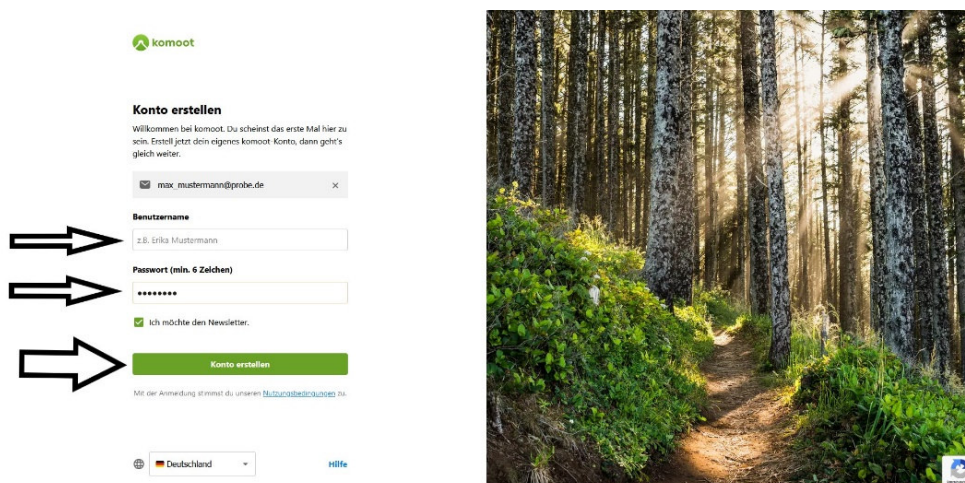 komoot
Konto erstellen
Willkommen bei komoot. Du scheinst das erste Mal hier zu
sein. Erstell jetzt dein eigenes komoot-Konto, dann geht's
gleich weiter.
max_mustermann@probe.de
Benutzername
z.B. Erika Mustermann
Passwort (min. 6 Zeichen)
Ich möchte den Newsletter.
Konto erstellen
Mit der Anmeldung stimmst du unseren Nutzungsbedingungen zu.
Deutschland
Hilfe